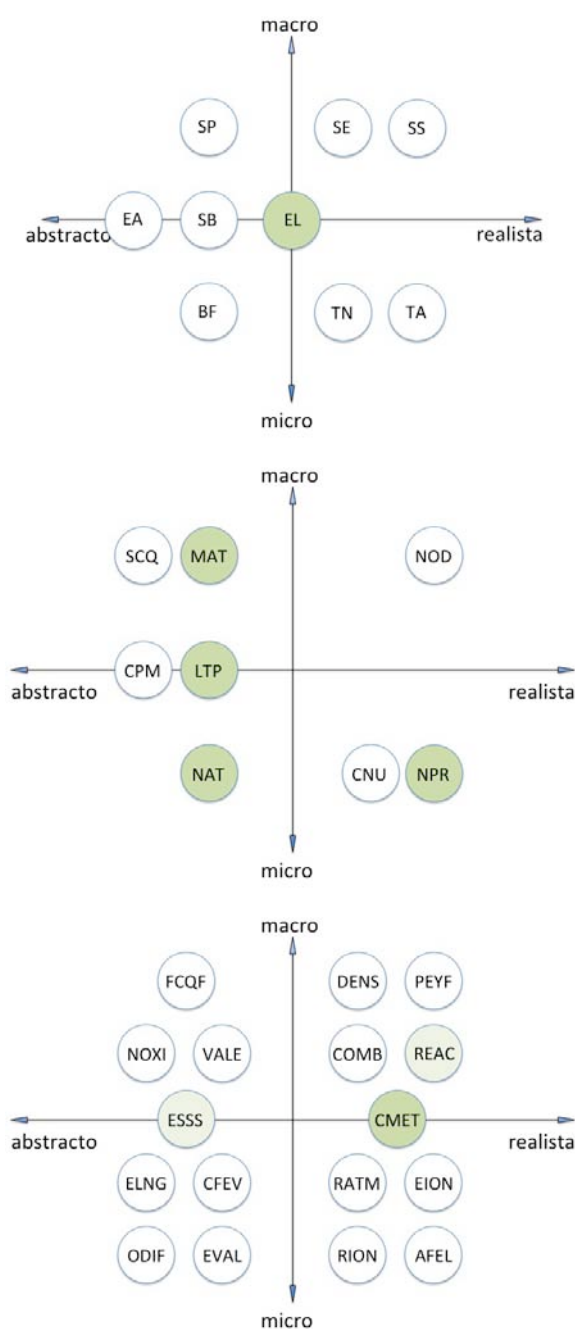 macro
SP SE SS
EA SB EL
abstracto realista
BF TN TA
micro
macro
SCQ MAT NOD
CPM LTP
abstracto realista
NAT CNU NPR
micro
macro
FCQF DENS PEYF
NOXI VALE COMB REAC
ESSS CMET
abstracto realista
ELNG CFEV RATM EION
ODIF EVAL RION AFEL
micro